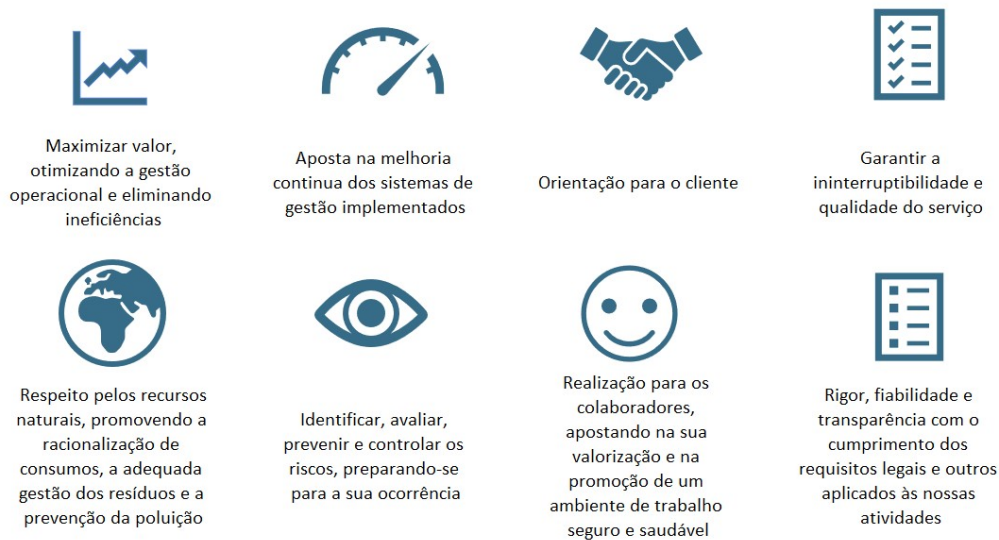 Maximizar valor,
otimizando a gestão
operacional e eliminando
ineficiências
Aposta na melhoria
continua dos sistemas de
gestão implementados
Orientação para o cliente
Garantir a
ininterruptibilidade e
qualidade do serviço
Respeito pelos recursos
naturais, promovendo a
racionalização de
consumos, a adequada
gestão dos resíduos e a
prevenção da poluição
Identificar, avaliar,
prevenir e controlar os
riscos, preparando-se
para a sua ocorrência
Realização para os
colaboradores,
apostando na sua
valorização e na
promoção de um
ambiente de trabalho
seguro e saudável
Rigor, fiabilidade e
transparência com o
cumprimento dos
requisitos legais e outros
aplicados às nossas
atividades